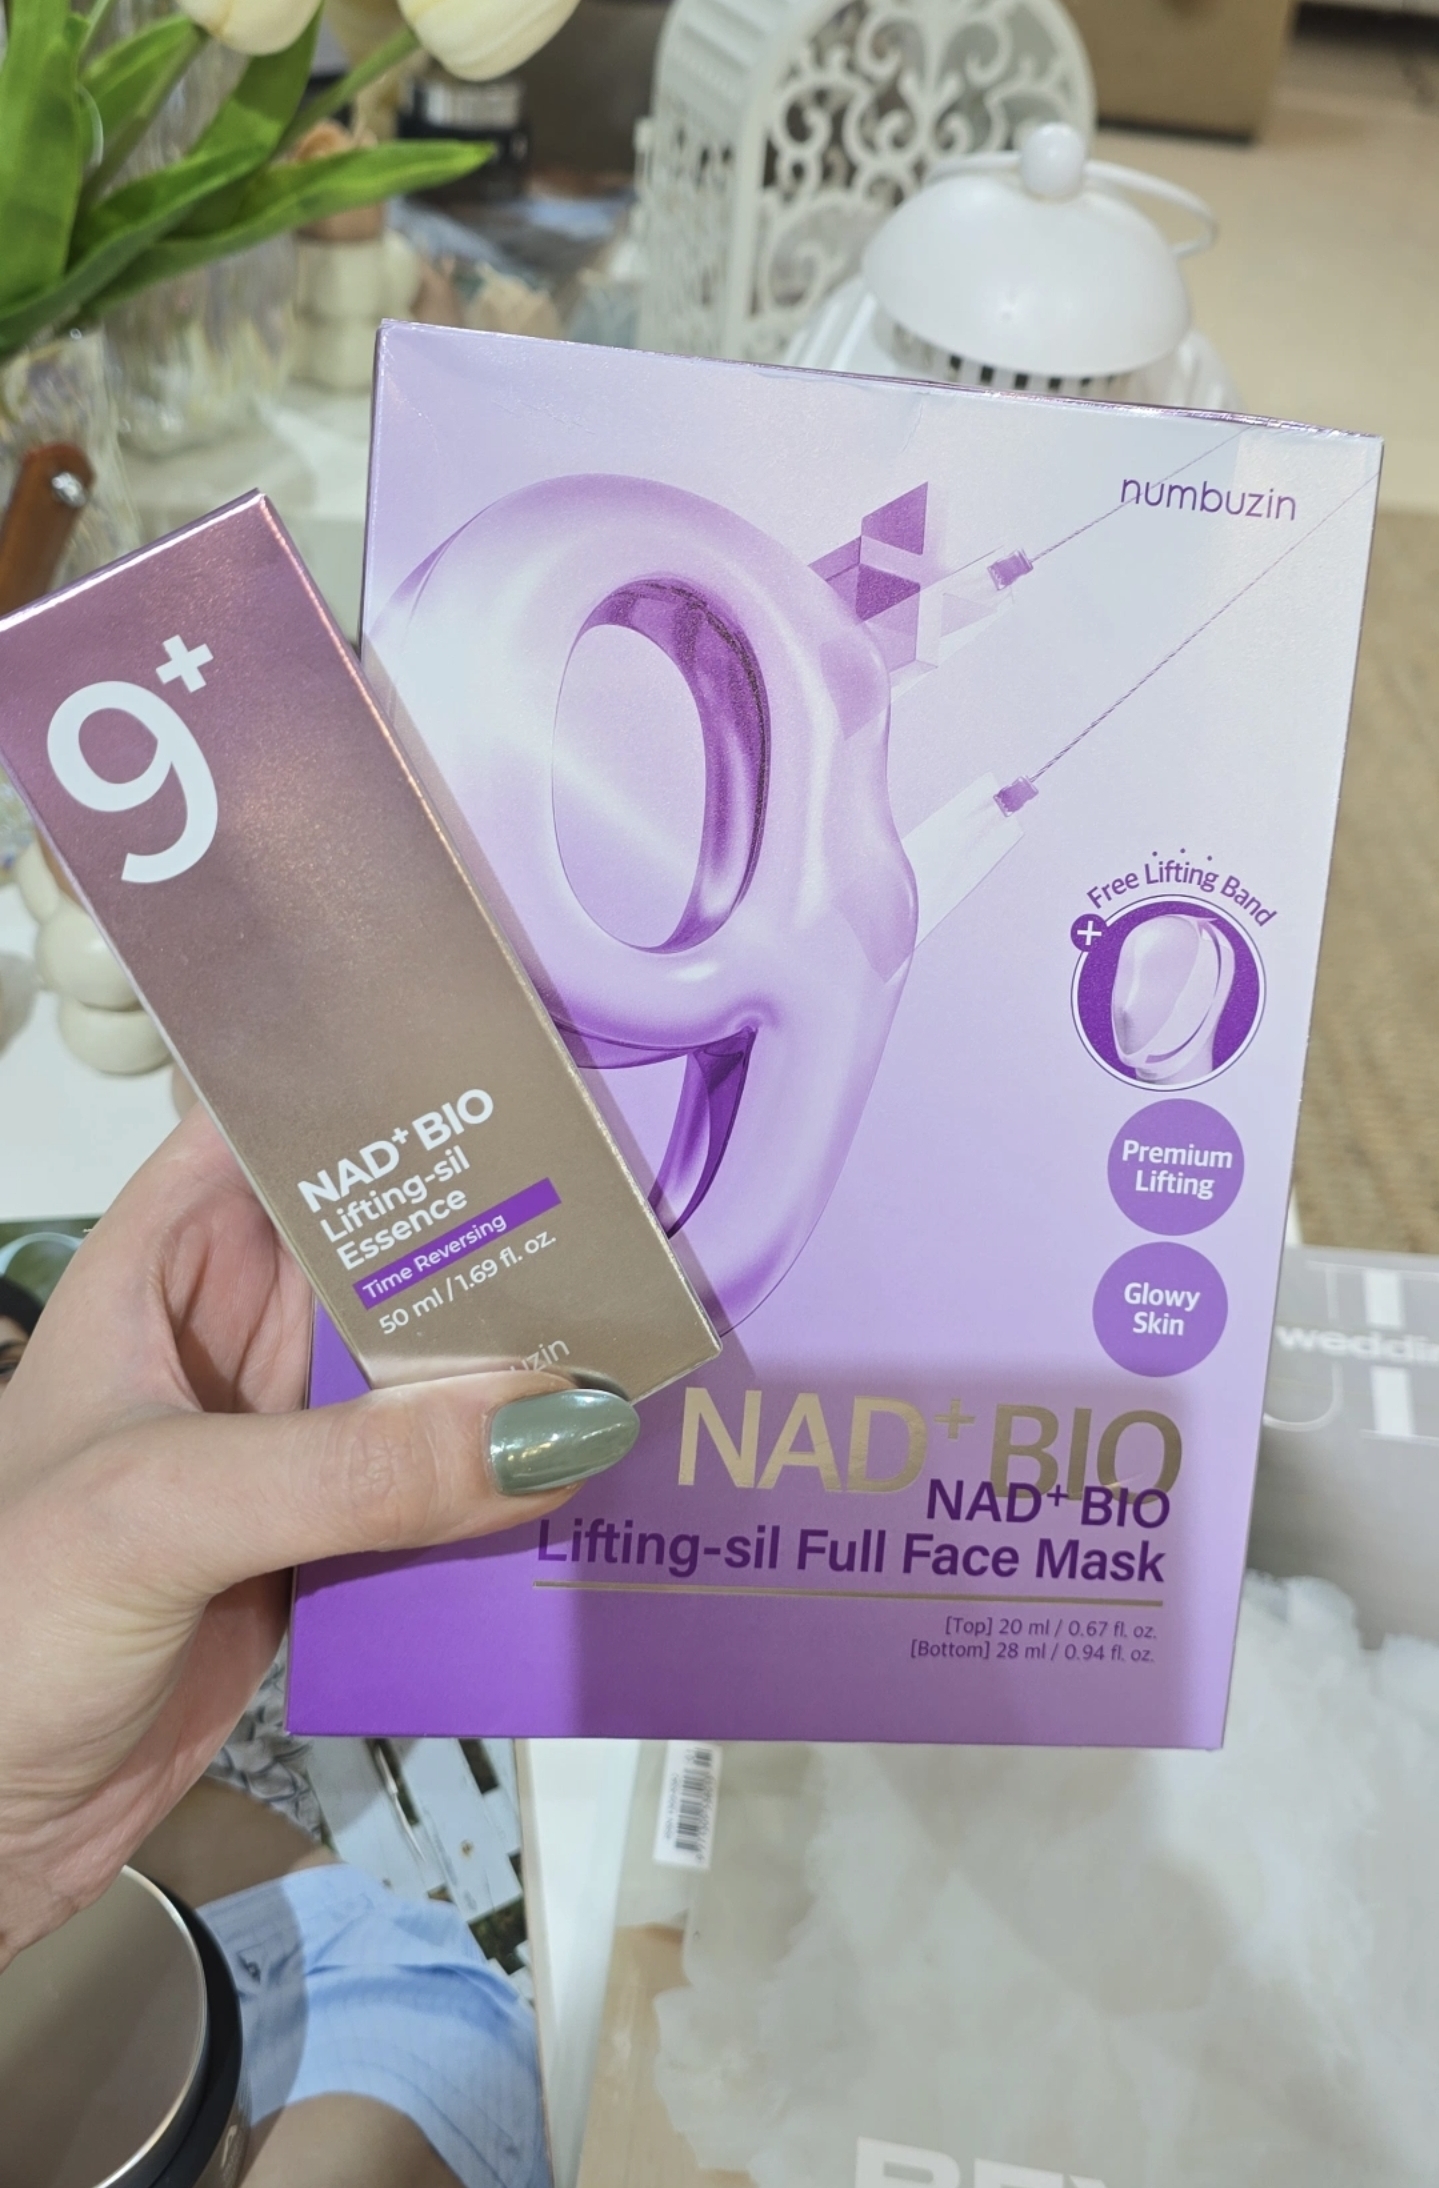 numbuzin
9+
Free Lifting Band
+
Premium
Lifting
Glowy
Skin
NAD+ BIO
Lifting-sil
Essence
Time Reversing
50 ml / 1.69 fl. oz.
NAD+ BIO
NAD+ BIO
Lifting-sil Full Face Mask
[Top] 20 ml / 0.67 fl. oz.
[Bottom] 28 ml / 0.94 fl. oz.